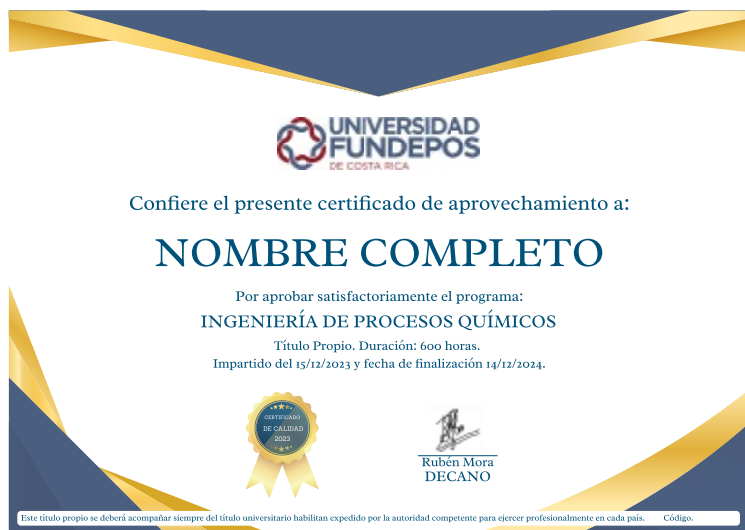 UNIVERSIDAD
FUNDEPOS
DE COSTA RICA
Confiere el presente certificado de aprovechamiento a:
NOMBRE COMPLETO
Por aprobar satisfactoriamente el programa:
INGENIERÍA DE PROCESOS QUÍMICOS
Título Propio. Duración: 600 horas.
Impartido del 15/12/2023 y fecha de finalización 14/12/2024.
CERTIFICADO
DE CALIDAD
2023
Rubén Mora
DECANO
Este título propio se deberá acompañar siempre del título universitario habilitan expedido por la autoridad competente para ejercer profesionalmente en cada país. Código.